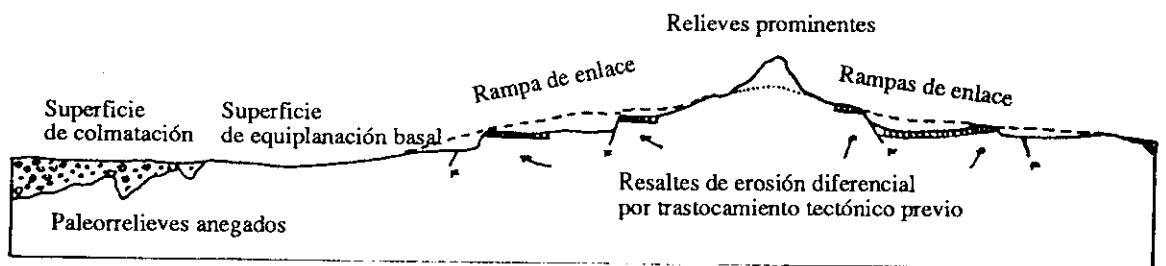 Relieves prominentes
Rampa de enlace
Rampas de enlace
Superficie
de colmatación
Superficie
de equiplanación basal
Resaltes de erosión diferencial
por trastocamiento tectónico previo
Paleorrelieves anegados